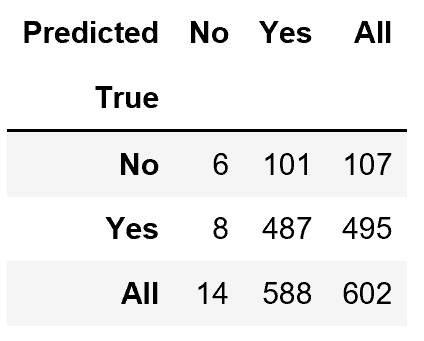 Predicted No Yes All
True
No 6 101 107
Yes 8 487 495
All 14 588 602